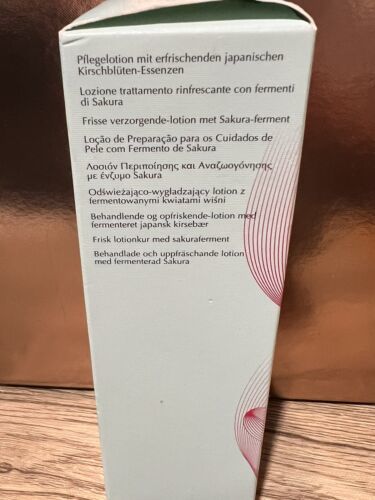 Pflegelotion mit erfrischenden japanischen
Kirschblüten-Essenzen
Lozione trattamento rinfrescante con fermenti
di Sakura
Frisse verzorgende-lotion met Sakura-ferment
Loção de Preparação para os Cuidados de
Pele com Fermento de Sakura
Λοσιόν Περιποίησης και Αναζωογόνησης
με ένζυμο Sakura
Odświeżająco-wygładzający lotion z
fermentowanymi kwiatami wiśni
Behandlende og opfriskende-lotion med
fermenteret japansk kirsebær
Frisk lotionkur med sakuraferment
Behandlade och uppfräschande lotion
med fermenterad Sakura